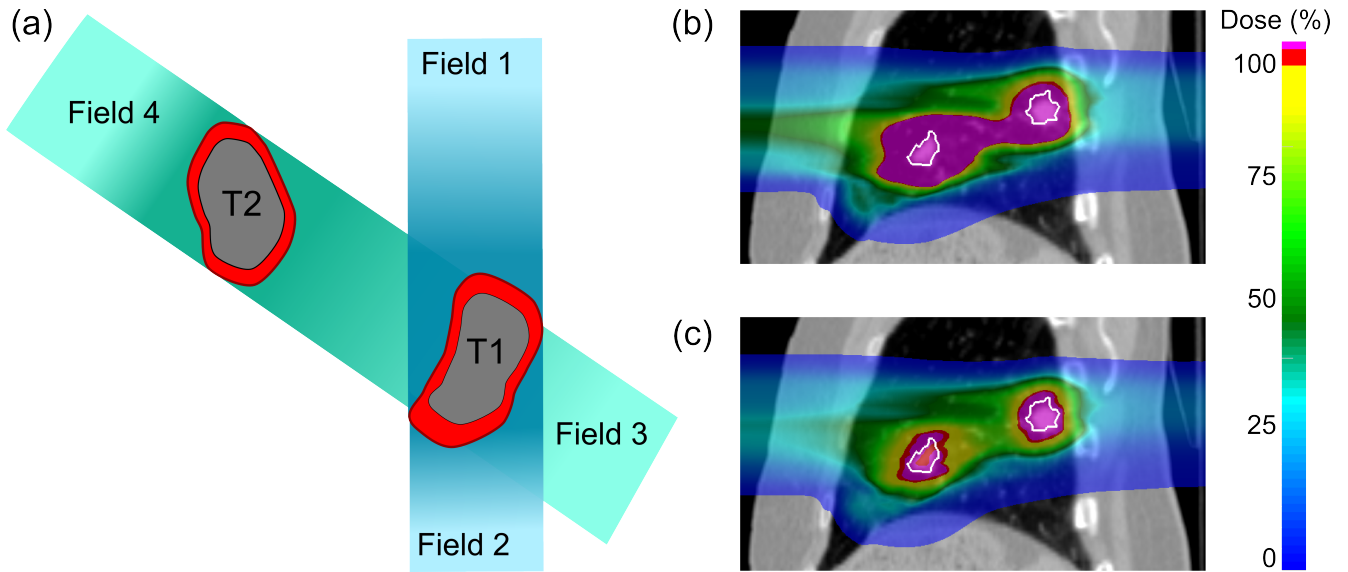 (a)
Field 4
Field 1
T2
T1
Field 3
Field 2
(b)
(c)
Dose (%)
100
75
50
25
0